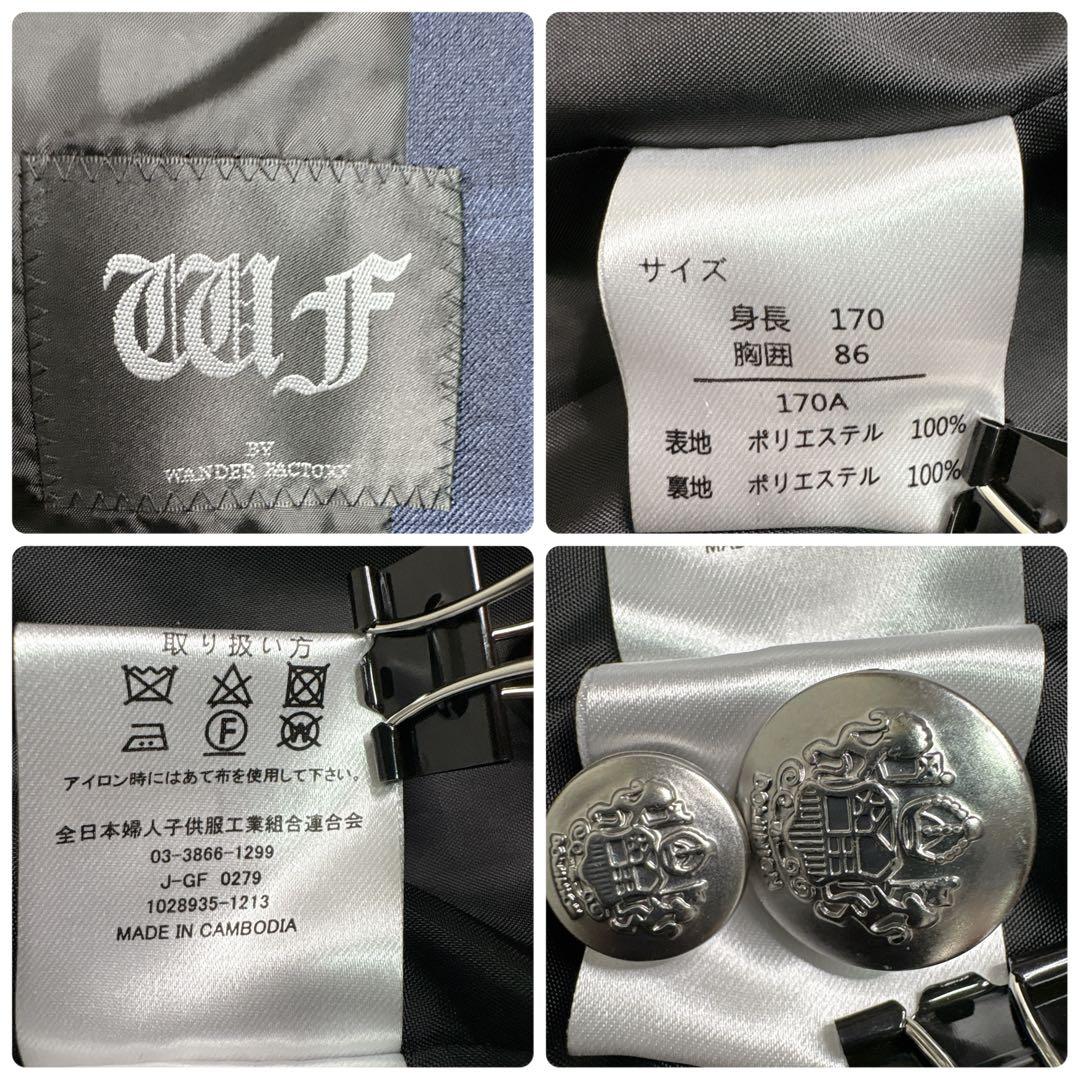 WF
BY
WANDER FACTORY
サイズ
身長 170
胸囲 86
170A
表地 ポリエステル 100%
裏地 ポリエステル 100%
取り扱い方
F
W
アイロン時にはあて布を使用して下さい。
全日本婦人子供服工業組合連合会
03-3866-1299
J-GF 0279
1028935-1213
MADE IN CAMBODIA